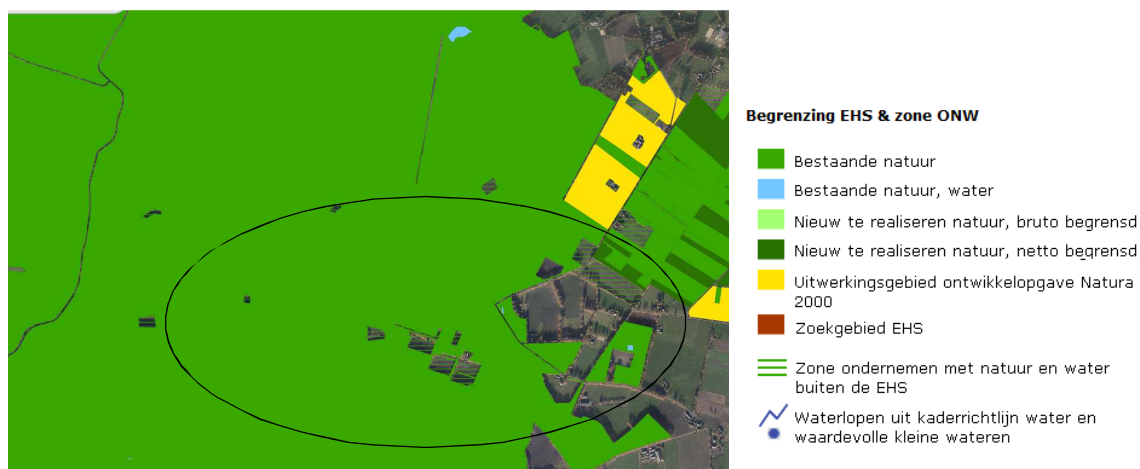 Begrenzing EHS & zone ONW
Bestaande natuur
Bestaande natuur, water
Nieuw te realiseren natuur, bruto begrensd
Nieuw te realiseren natuur, netto begrensd
Uitwerkingsgebied ontwikkelopgave Natura
2000
Zoekgebied EHS
Zone ondernemen met natuur en water
buiten de EHS
Waterlopen uit kaderrichtlijn water en
waardevolle kleine wateren